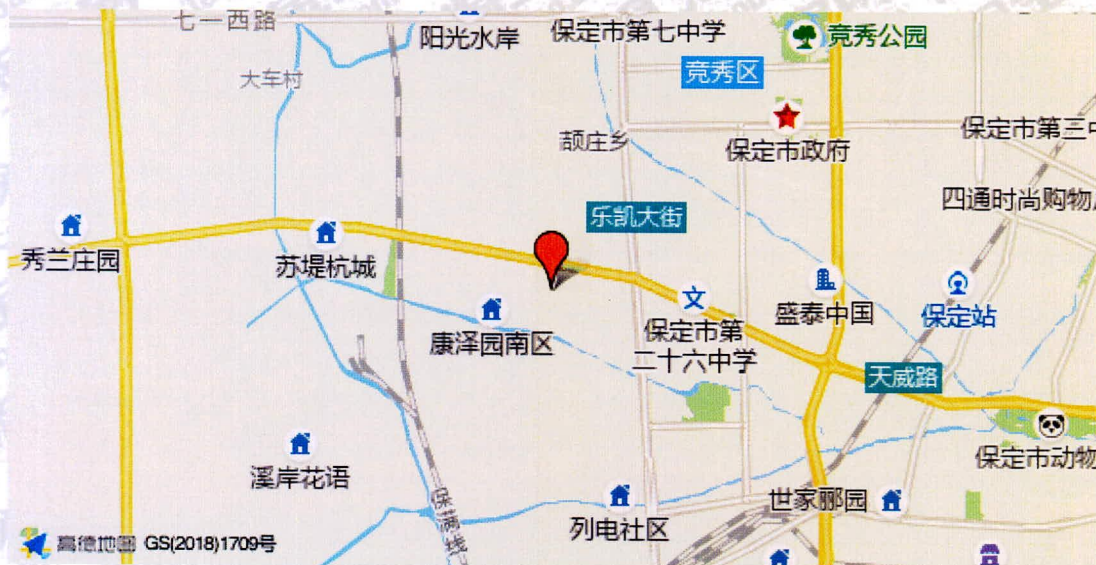 七一西路
阳光水岸
保定市第七中学
竞秀公园
大车村
竞秀区
颉庄乡
保定市政府
保定市第三中
四通时尚购物
乐凯大街
秀兰庄园
苏堤杭城
康泽园南区
文
保定市第
二十六中学
盛泰中国
保定站
天威路
溪岸花语
保定市动物
世家郦园
列电社区
保满线
高德地图 GS(2018)1709号